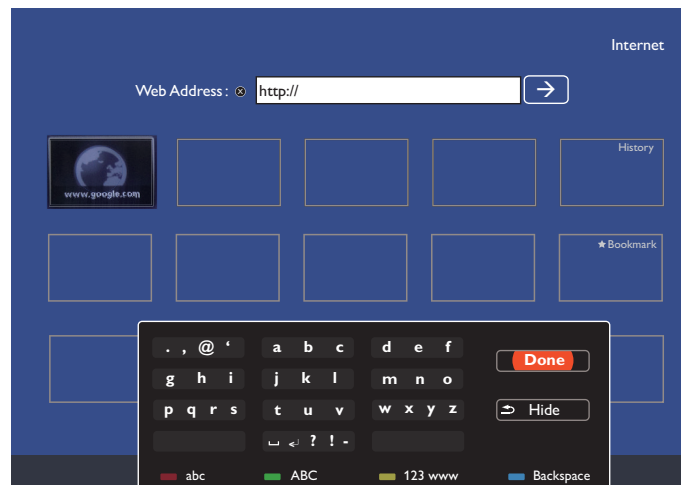 Internet
Web Address : ⓧ http:// →
www.google.com
History
★Bookmark
. , @ ‘ a b c d e f
Done
g h i j k l m n o
p q r s t u v w x y z
Hide
␣ ↲ ? ! -
abc ABC 123 www Backspace